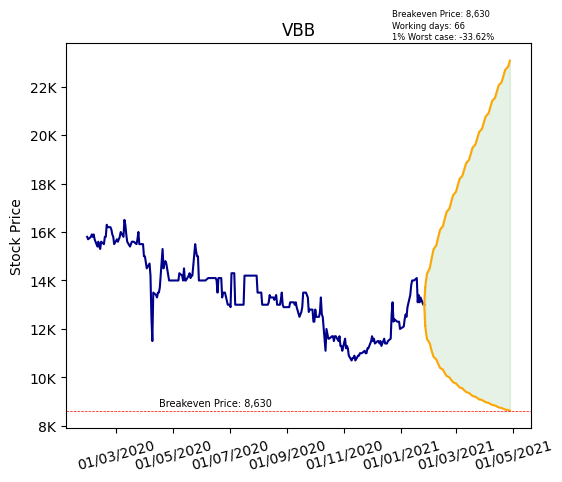 Breakeven Price: 8,630
Working days: 66
1% Worst case: -33.62%
VBB
Stock Price
22K
20K
18K
16K
14K
12K
10K
8K
Breakeven Price: 8,630
01/03/2020
01/05/2020
01/07/2020
01/09/2020
01/11/2020
01/01/2021
01/03/2021
01/05/2021